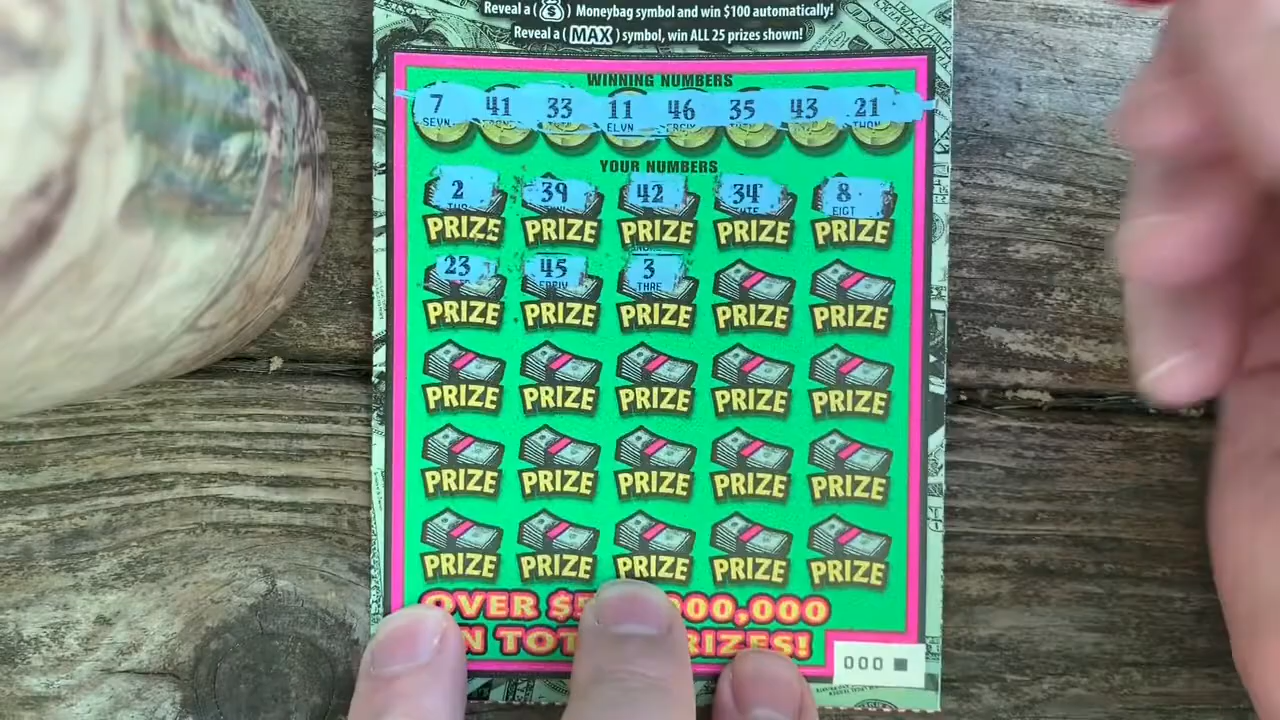 Reveal a ( ) Moneybag symbol and win $100 automatically!
Reveal a ( MAX ) symbol, win ALL 25 prizes shown!
WINNING NUMBERS
7 41 33 11 46 35 43 21
SEVN ELVN
YOUR NUMBERS
2 39 42 34 8
EIGT
PRIZE PRIZE PRIZE PRIZE PRIZE
23 45 3
THRE
PRIZE PRIZE PRIZE PRIZE PRIZE
PRIZE PRIZE PRIZE PRIZE PRIZE
PRIZE PRIZE PRIZE PRIZE PRIZE
PRIZE PRIZE PRIZE PRIZE PRIZE
OVER
000